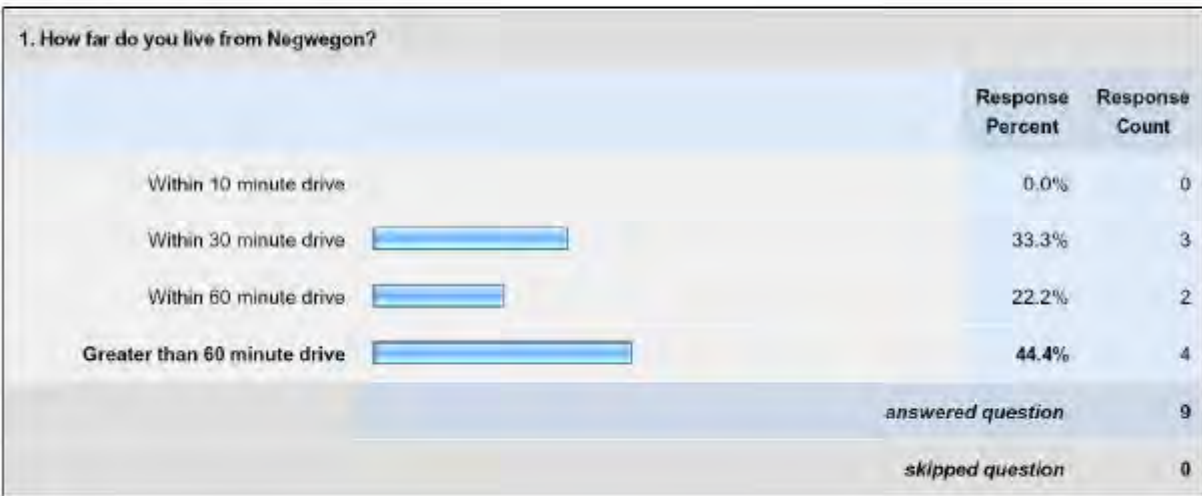 1. How far do you live from Negwegon?
Response Percent Response Count
Within 10 minute drive 0.0% 0
Within 30 minute drive 33.3% 3
Within 60 minute drive 22.2% 2
Greater than 60 minute drive 44.4% 4
answered question 9
skipped question 0